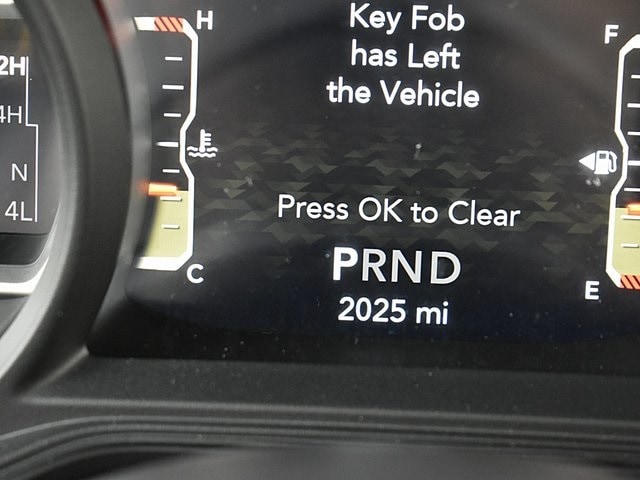 H
F
Key Fob
has Left
the Vehicle
2H
4H
N
4L
Press OK to Clear
PRND
C
E
2025 mi